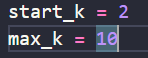 start_k = 2
max_k = 10